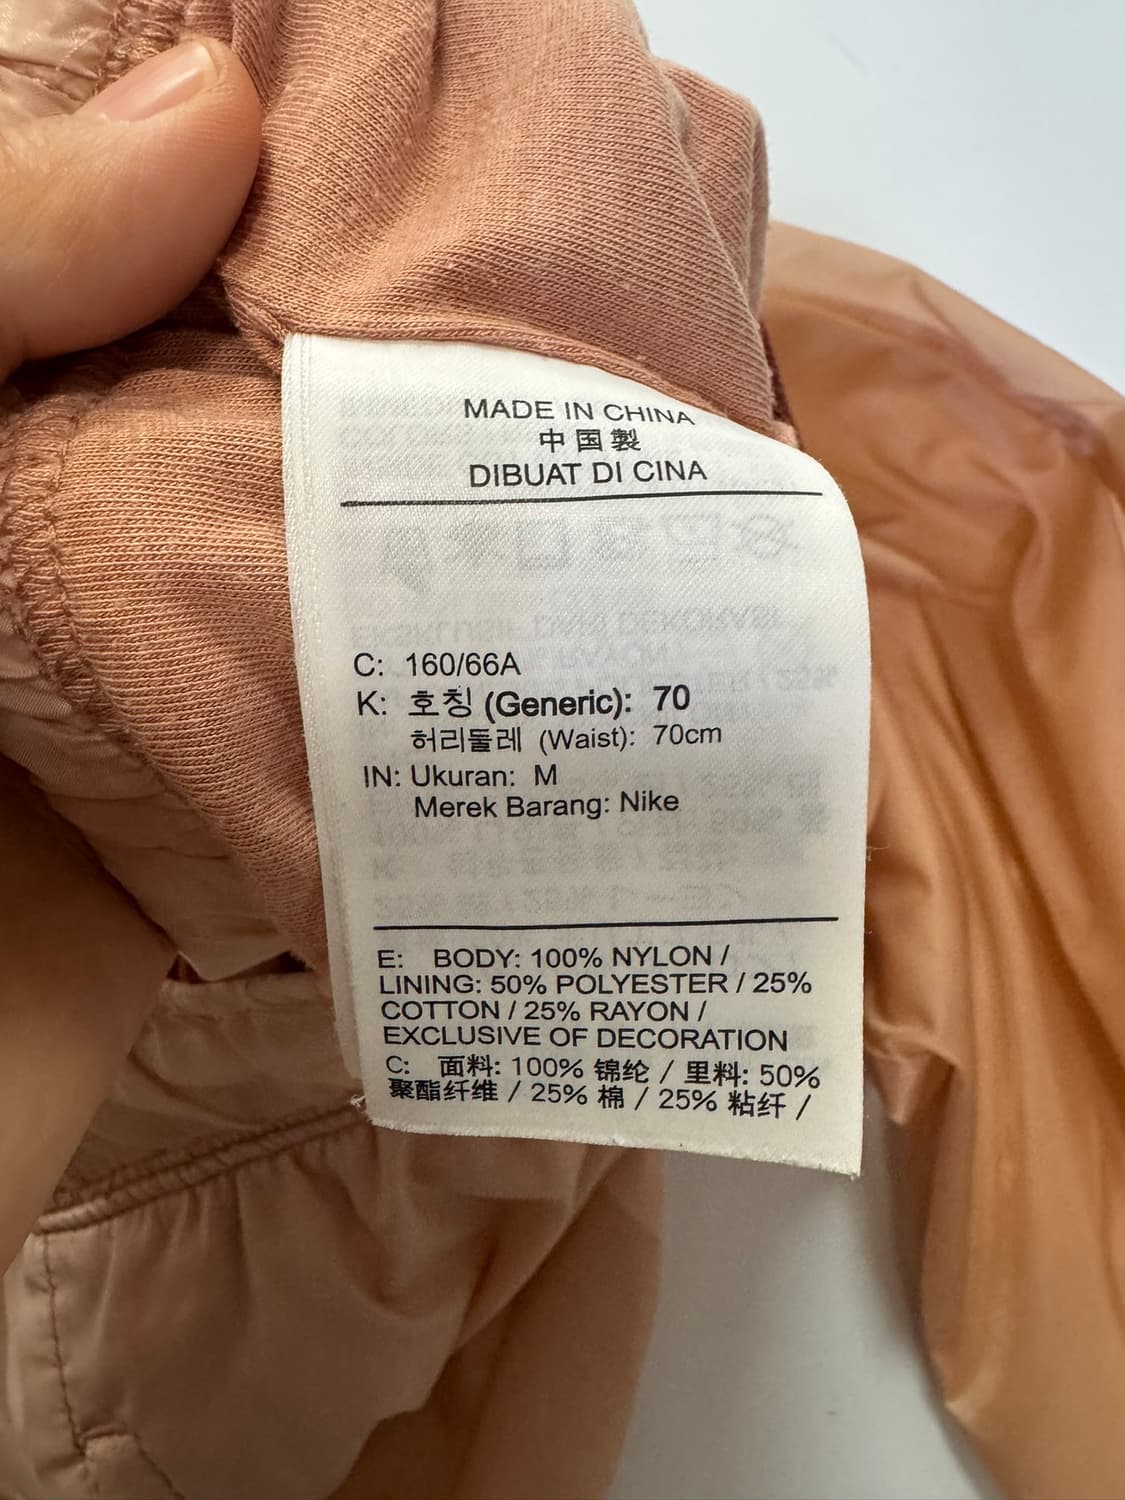 MADE IN CHINA
中国製
DIBUAT DI CINA
C: 160/66A
K: 호칭 (Generic): 70
허리둘레 (Waist): 70cm
IN: Ukuran: M
Merek Barang: Nike
E: BODY: 100% NYLON /
LINING: 50% POLYESTER / 25%
COTTON / 25% RAYON /
EXCLUSIVE OF DECORATION
C: 面料: 100% 锦纶 / 里料: 50%
聚酯纤维 / 25% 棉 / 25% 粘纤 /